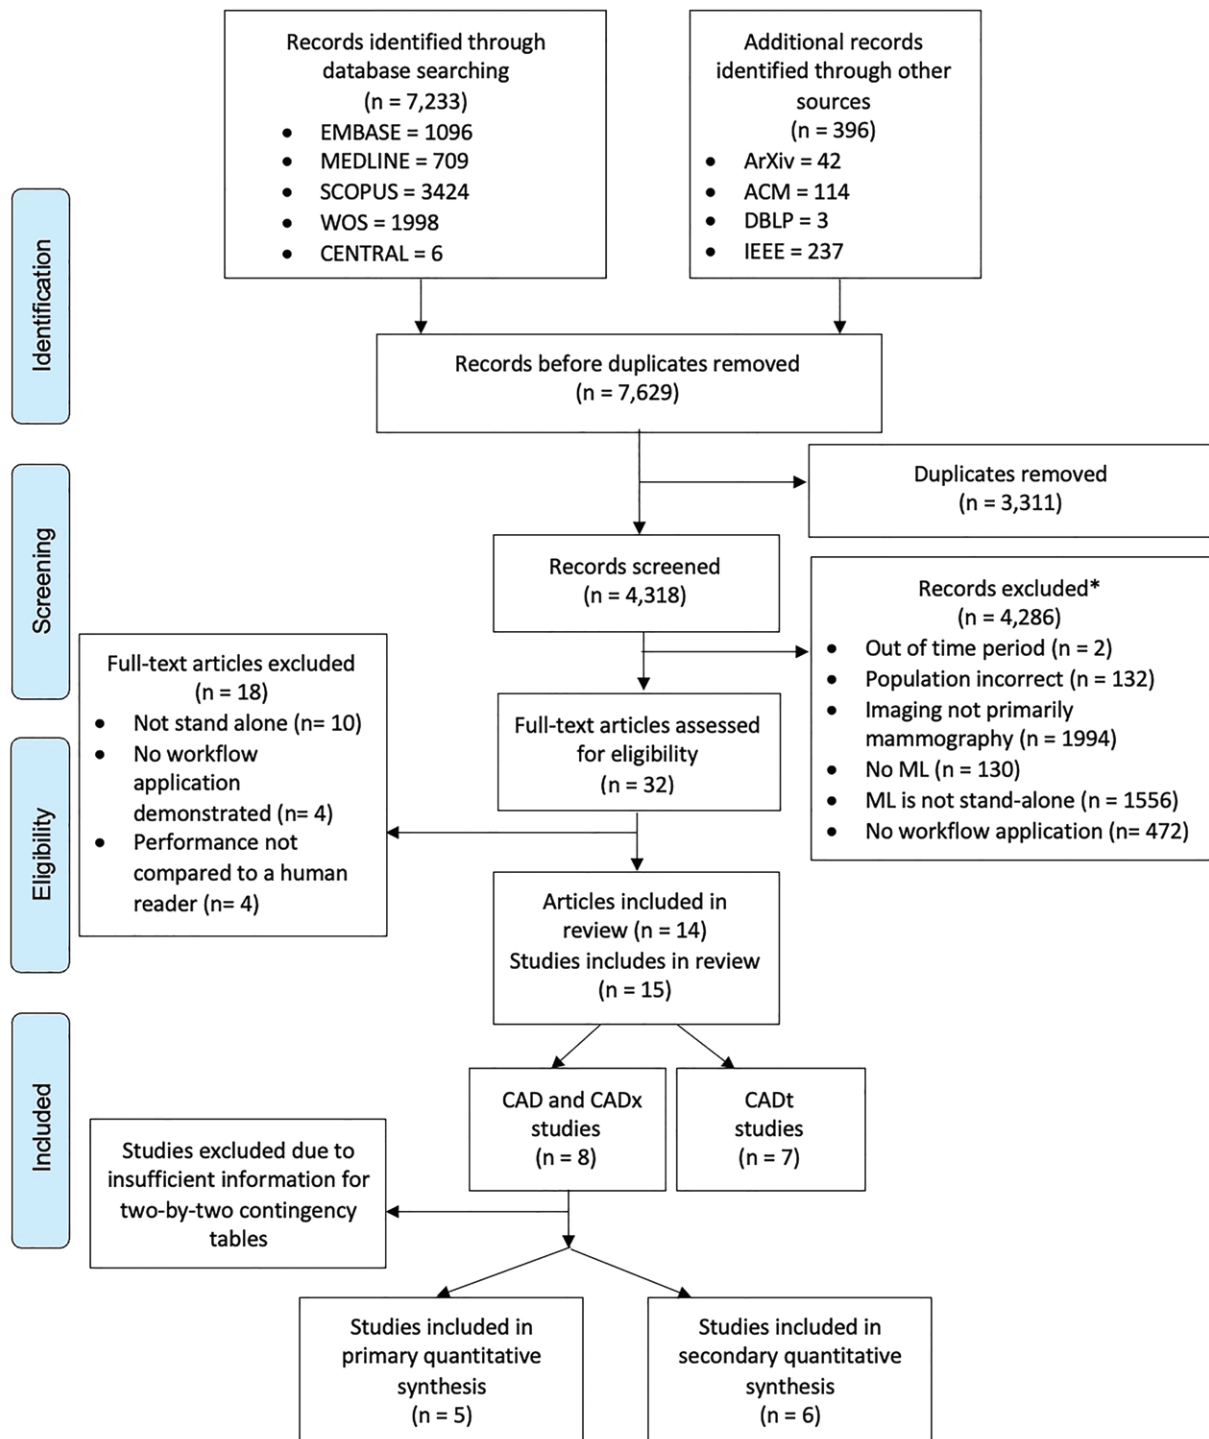 Records identified through
database searching
(n = 7,233)
• EMBASE = 1096
• MEDLINE = 709
• SCOPUS = 3424
• WOS = 1998
• CENTRAL = 6
Additional records
identified through other
sources
(n = 396)
• ArXiv = 42
• ACM = 114
• DBLP = 3
• IEEE = 237
Identification
Records before duplicates removed
(n = 7,629)
Duplicates removed
(n = 3,311)
Screening
Records screened
(n = 4,318)
Records excluded*
(n = 4,286)
• Out of time period (n = 2)
• Population incorrect (n = 132)
• Imaging not primarily
mammography (n = 1994)
• No ML (n = 130)
• ML is not stand-alone (n = 1556)
• No workflow application (n= 472)
Full-text articles excluded
(n = 18)
• Not stand alone (n= 10)
• No workflow
application
demonstrated (n= 4)
• Performance not
compared to a human
reader (n= 4)
Full-text articles assessed
for eligibility
(n = 32)
Eligibility
Articles included in
review (n = 14)
Studies includes in review
(n = 15)
Included
CAD and CADx
studies
(n = 8)
CADt
studies
(n = 7)
Studies excluded due to
insufficient information for
two-by-two contingency
tables
Studies included in
primary quantitative
synthesis
(n = 5)
Studies included in
secondary quantitative
synthesis
(n = 6)